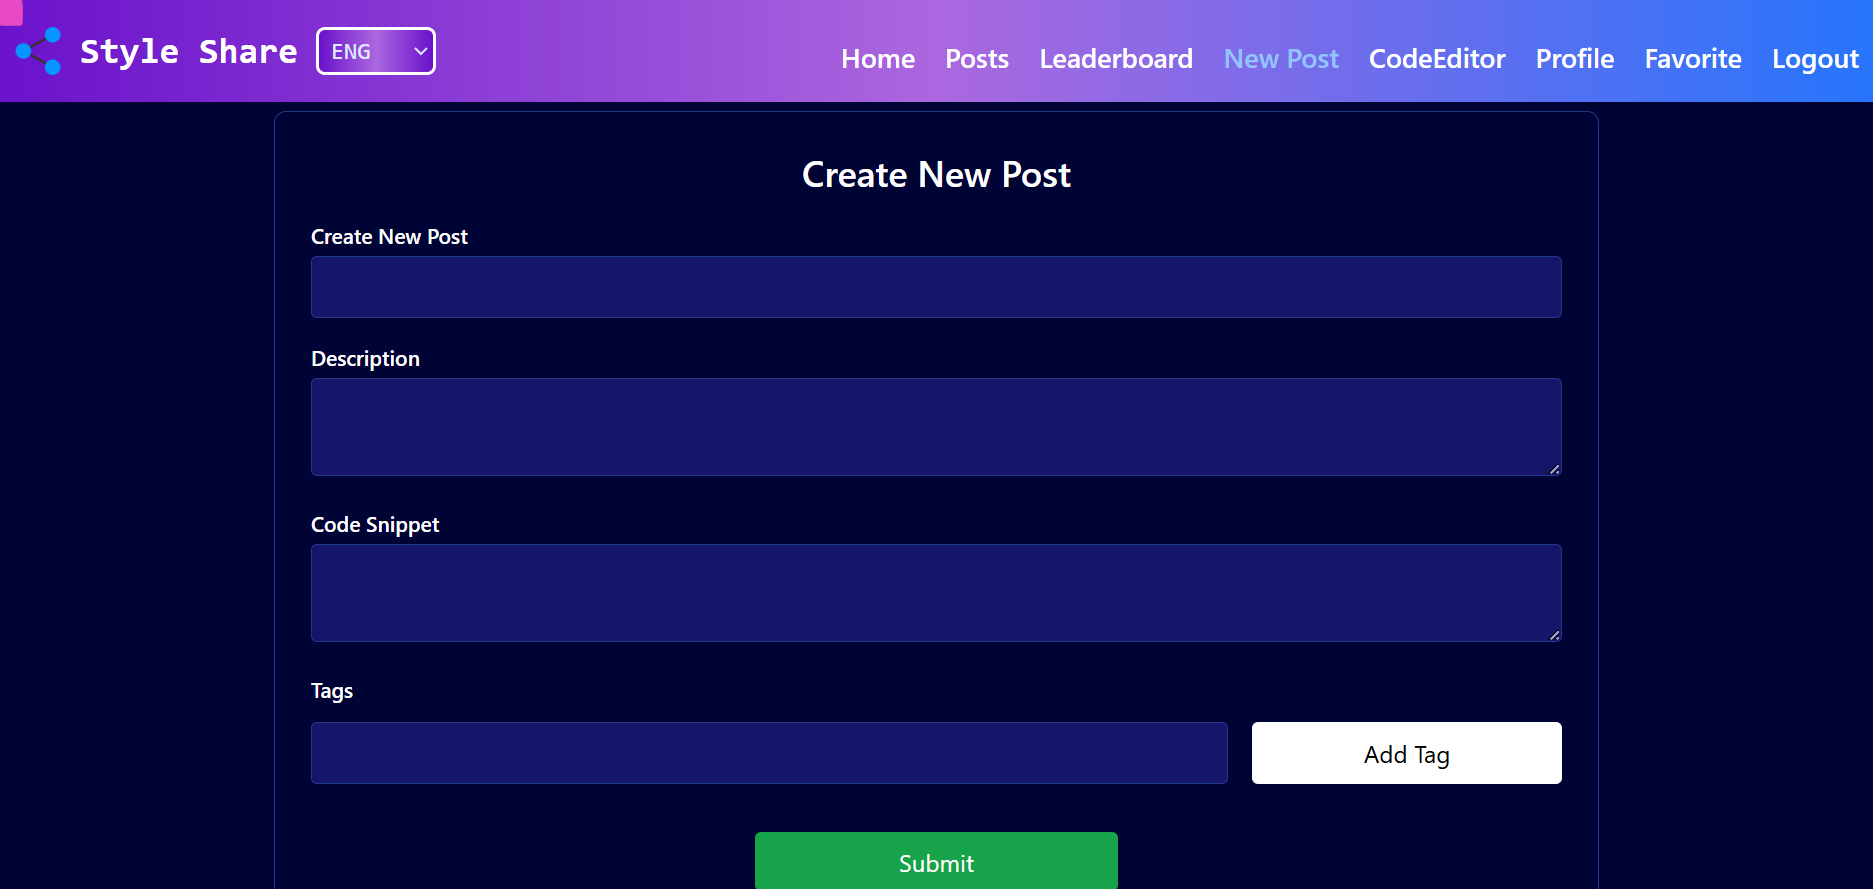 Style Share ENG Home Posts Leaderboard New Post CodeEditor Profile Favorite Logout
Create New Post
Create New Post
Description
Code Snippet
Tags
Add Tag
Submit